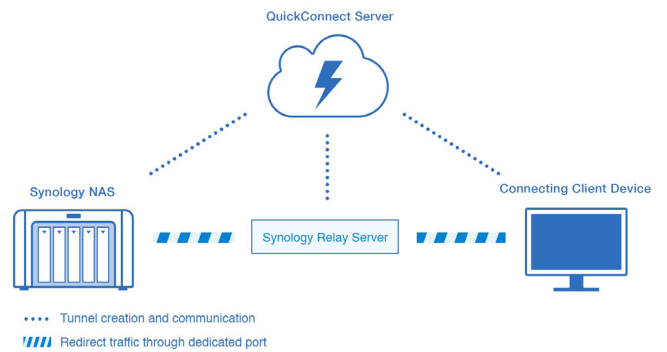 QuickConnect Server
Synology NAS
Connecting Client Device
Synology Relay Server
Tunnel creation and communication
Redirect traffic through dedicated port